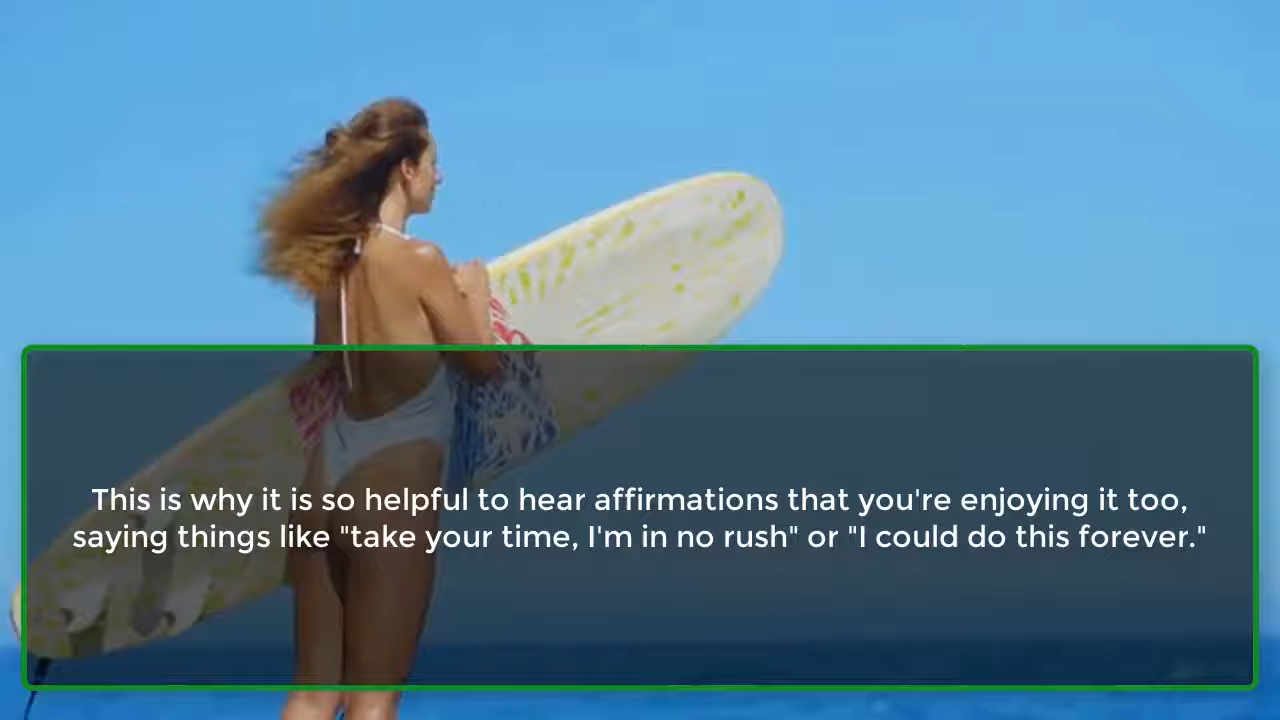 This is why it is so helpful to hear affirmations that you're enjoying it too,
saying things like "take your time, I'm in no rush" or "I could do this forever."